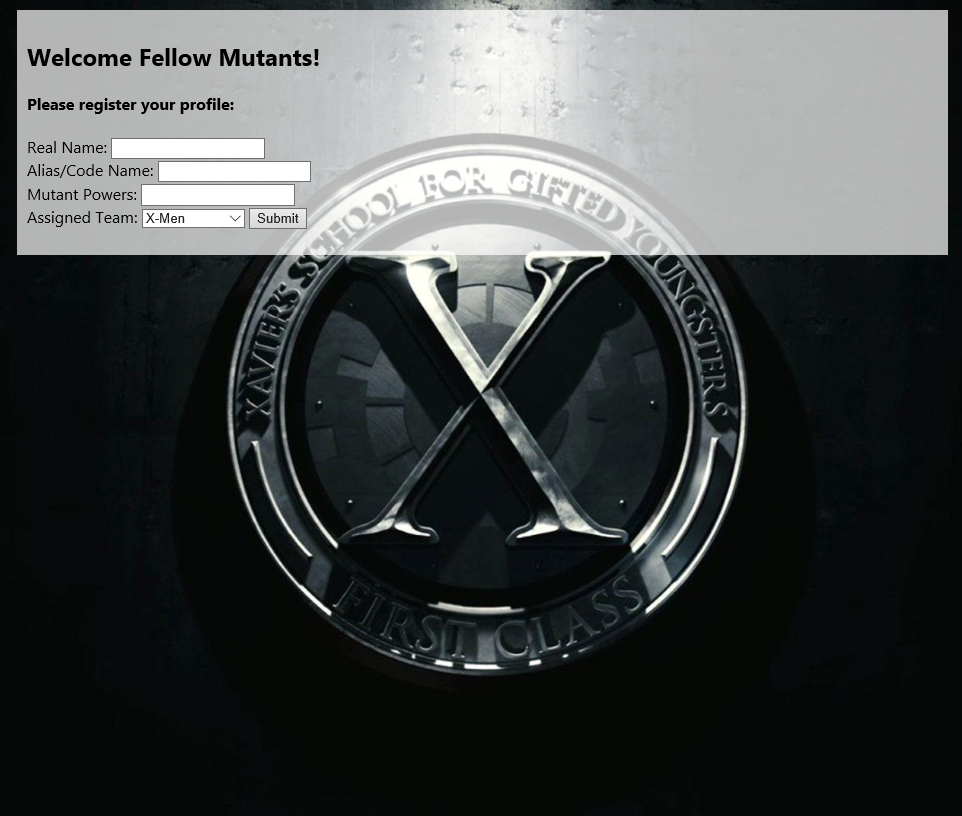 Welcome Fellow Mutants!
Please register your profile:
Real Name:
Alias/Code Name:
Mutant Powers:
Assigned Team: X-Men Submit
XAVIER'S SCHOOL FOR GIFTED YOUNGSTERS
FIRST CLASS